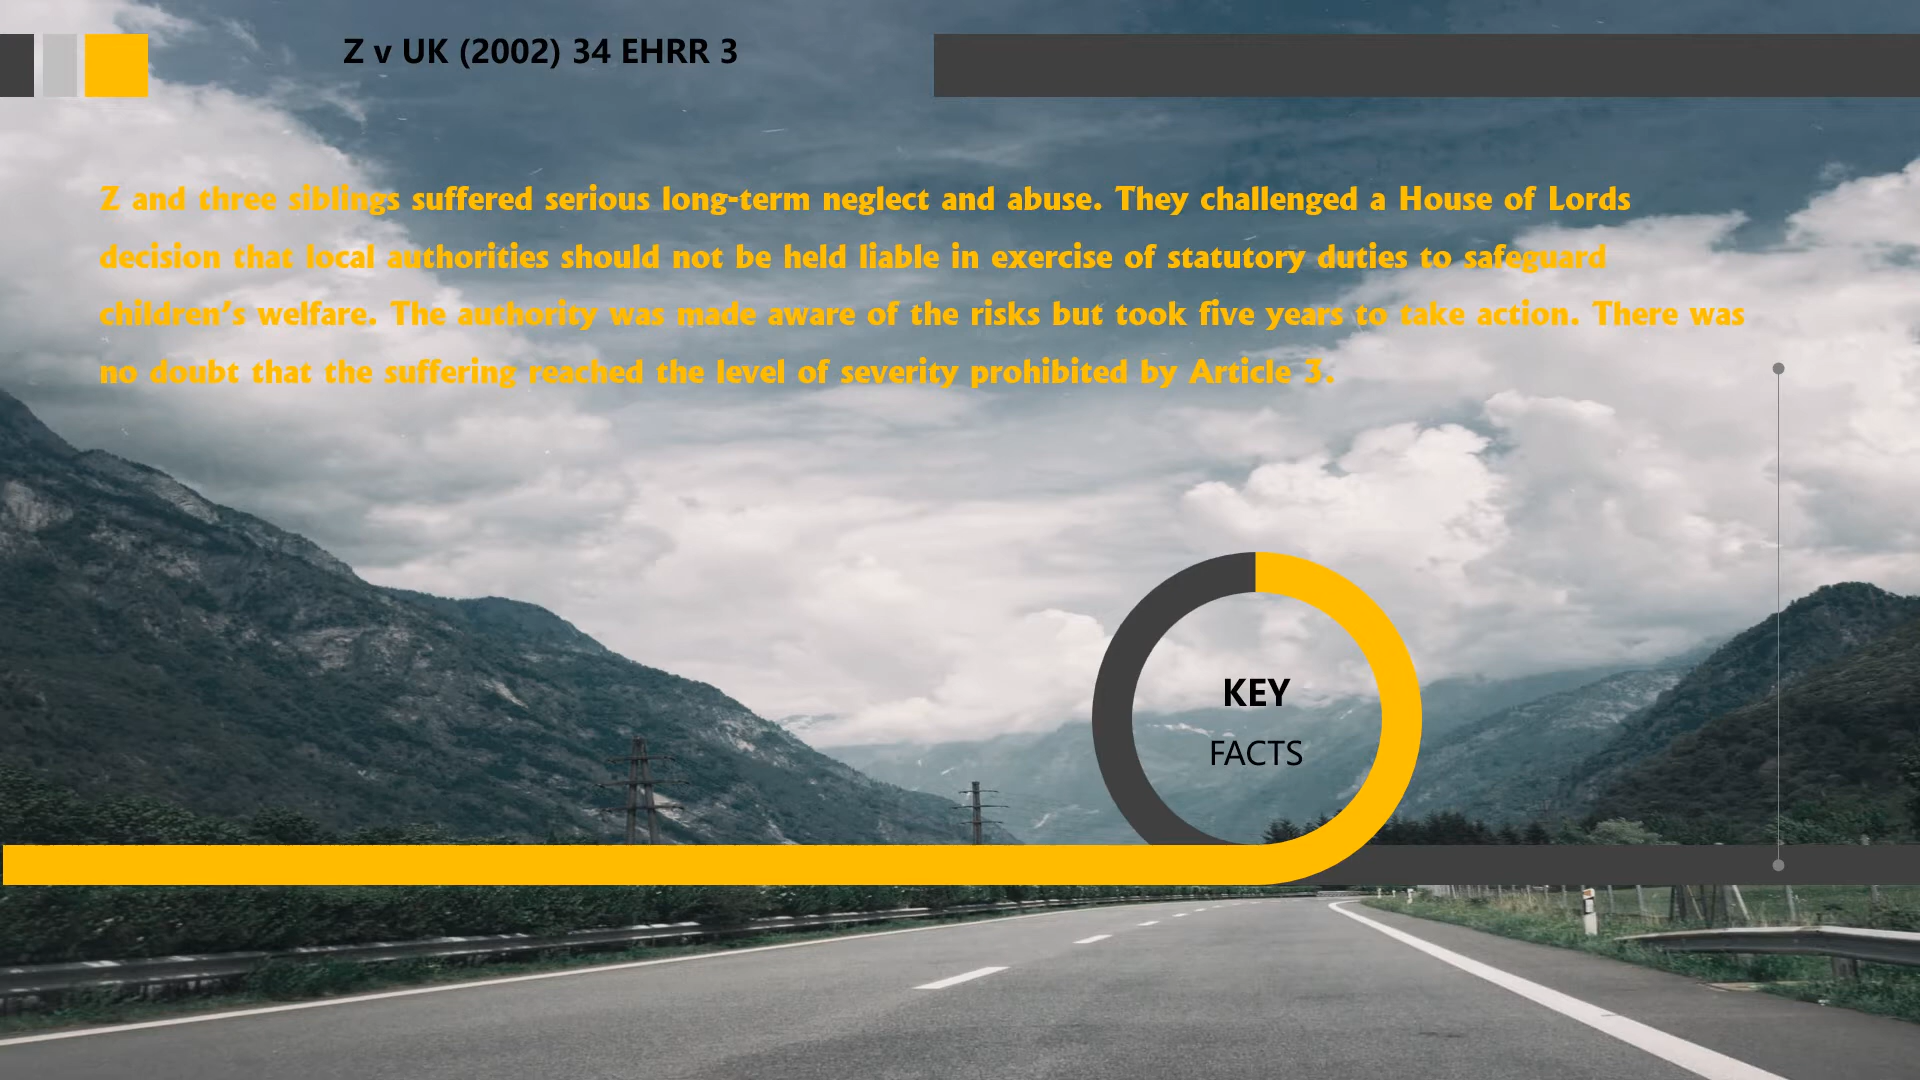 Z v UK (2002) 34 EHRR 3
Z and three siblings suffered serious long-term neglect and abuse. They challenged a House of Lords
decision that local authorities should not be held liable in exercise of statutory duties to safeguard
children’s welfare. The authority was made aware of the risks but took five years to take action. There was
no doubt that the suffering reached the level of severity prohibited by Article 3.
KEY
FACTS